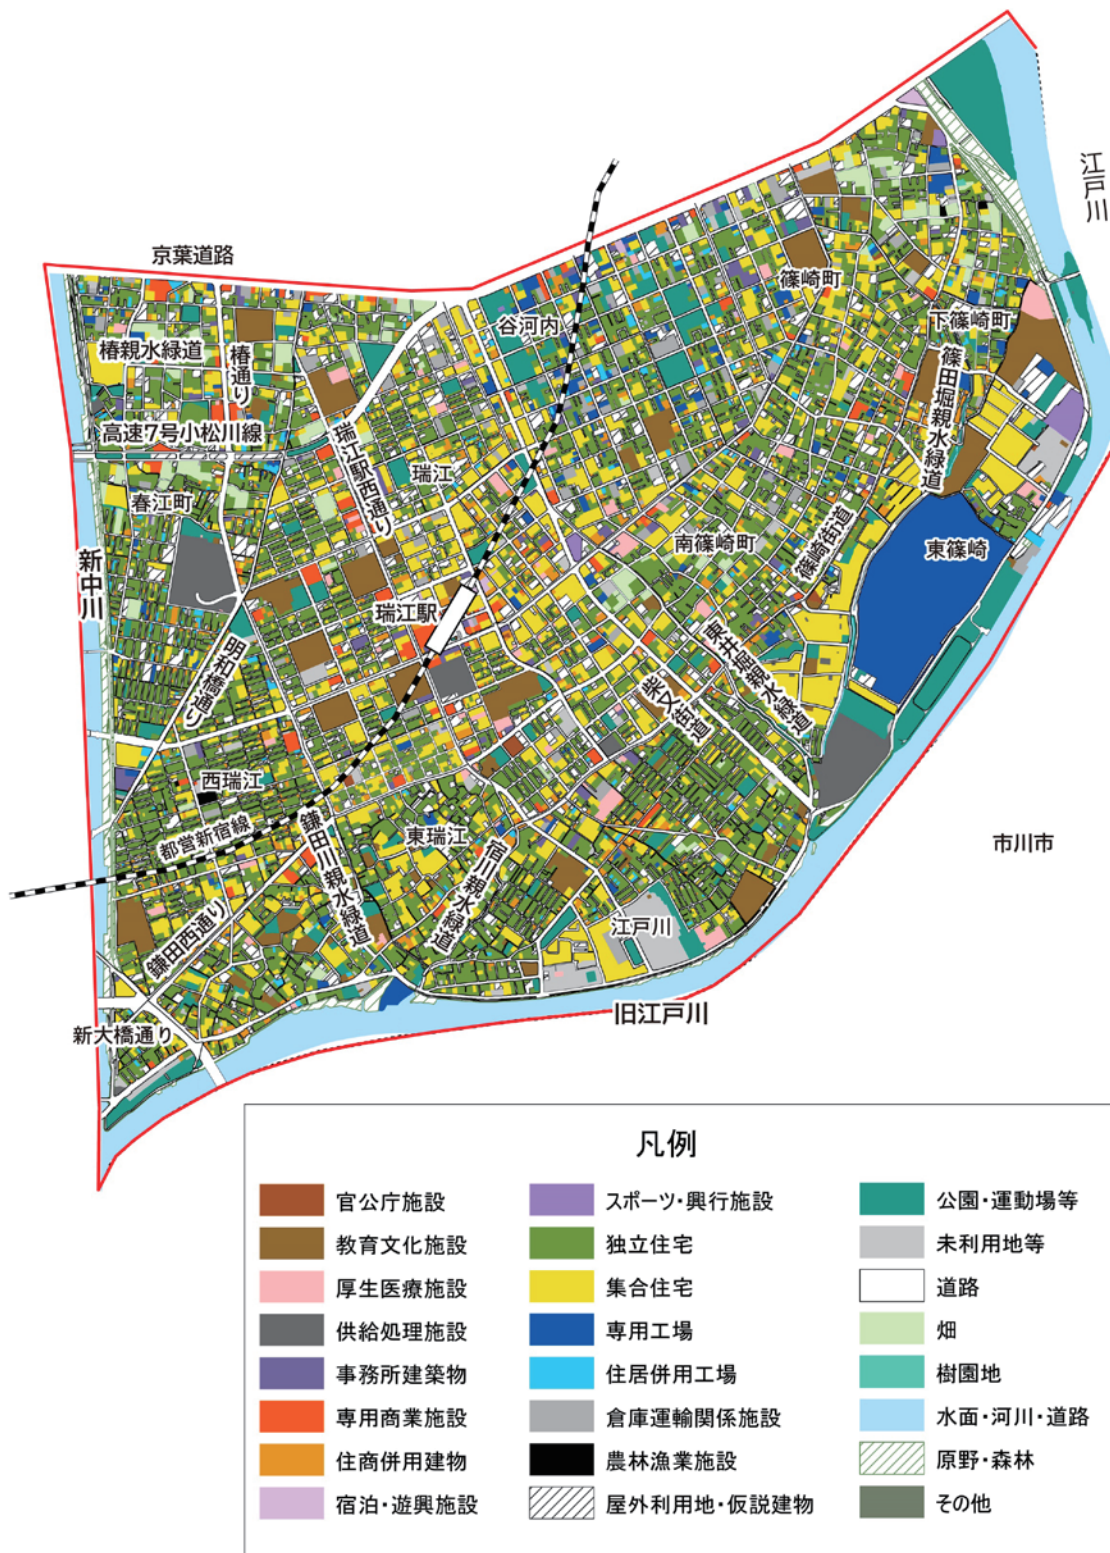 江戸川
京葉道路
篠崎町
谷河内
下篠崎町
椿親水緑道
椿通り
篠田堀親水緑道
高速7号小松川線
瑞江駅西通り
瑞江
春江町
南篠崎町
篠崎街道
東篠崎
新中川
瑞江駅
明和橋通り
東井堀親水緑道
柴又街道
西瑞江
都営新宿線
鎌田川親水緑道
東瑞江
宿川親水緑道
市川市
鎌田西通り
江戸川
旧江戸川
新大橋通り
凡例
官公庁施設
教育文化施設
厚生医療施設
供給処理施設
事務所建築物
専用商業施設
住商併用建物
宿泊・遊興施設
スポーツ・興行施設
独立住宅
集合住宅
専用工場
住居併用工場
倉庫運輸関係施設
農林漁業施設
屋外利用地・仮説建物
公園・運動場等
未利用地等
道路
畑
樹園地
水面・河川・道路
原野・森林
その他